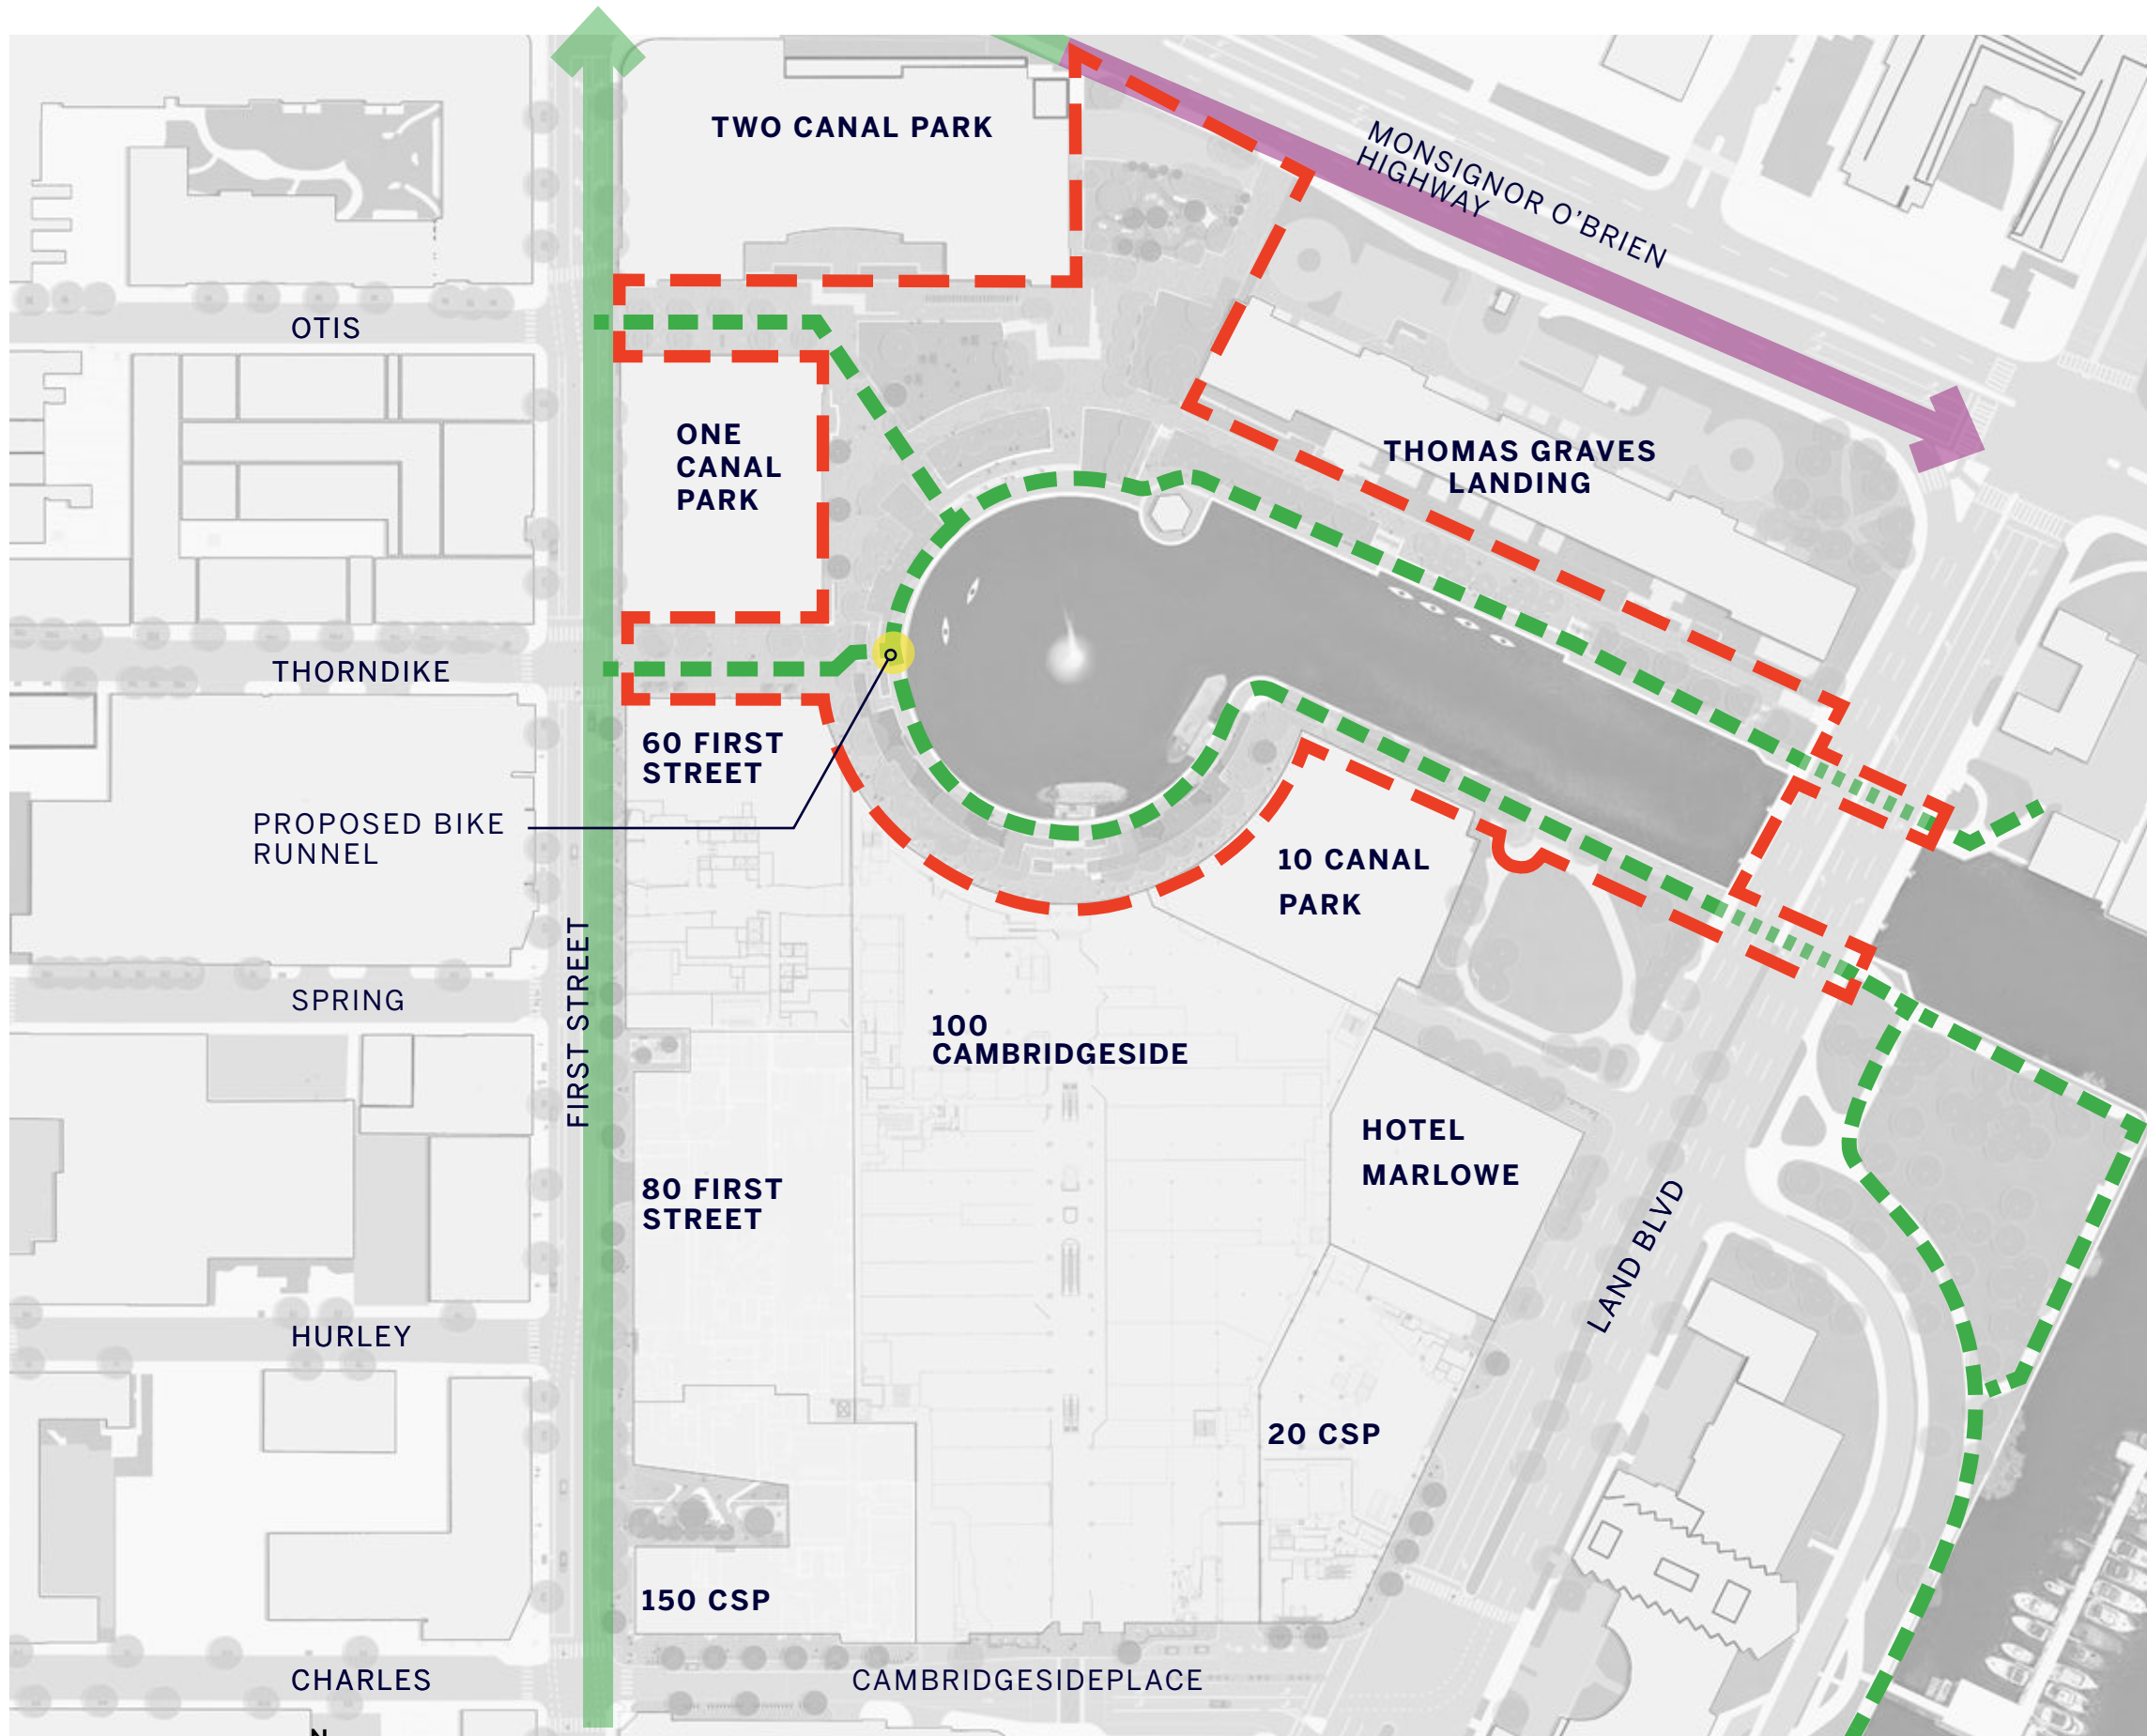 TWO CANAL PARK
MONSIGNOR O'BRIEN
HIGHWAY
OTIS
ONE
CANAL
PARK
THOMAS GRAVES
LANDING
THORNDIKE
60 FIRST
STREET
PROPOSED BIKE
RUNNEL
10 CANAL
PARK
FIRST STREET
SPRING
100
CAMBRIDGESIDE
HOTEL
MARLOWE
80 FIRST
STREET
LAND BLVD
HURLEY
20 CSP
150 CSP
CHARLES
CAMBRIDGESIDEPLACE
N